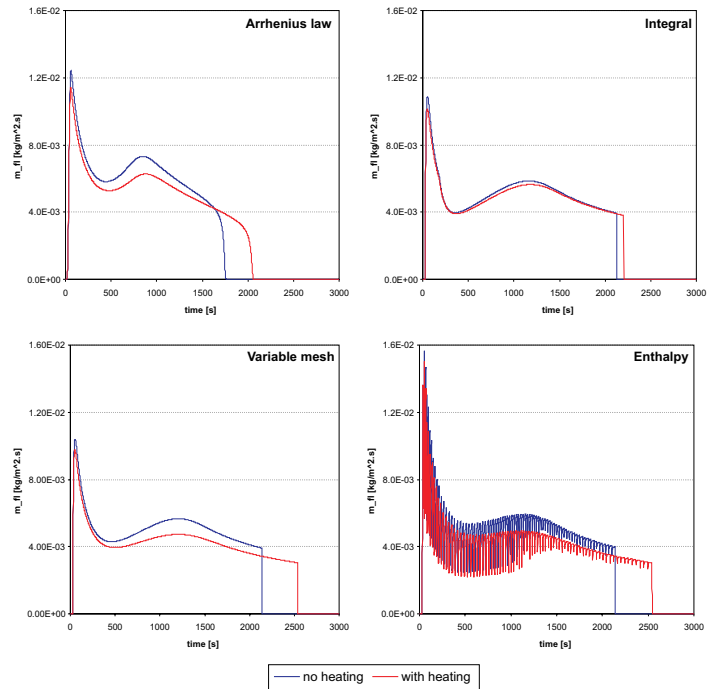 Arrhenius law
1.6E-02
1.2E-02
8.0E-03
4.0E-03
0.0E+00
m_fl [kg/m^2.s]
0 500 1000 1500 2000 2500 3000
time [s]
Integral
1.6E-02
1.2E-02
8.0E-03
4.0E-03
0.0E+00
m_fl [kg/m^2.s]
0 500 1000 1500 2000 2500 3000
time [s]
Variable mesh
1.60E-02
1.20E-02
8.00E-03
4.00E-03
0.00E+00
m_fl [kg/m^2.s]
0 500 1000 1500 2000 2500 3000
time [s]
Enthalpy
1.60E-02
1.20E-02
8.00E-03
4.00E-03
0.00E+00
m_fl [kg/m^2.s]
0 500 1000 1500 2000 2500 3000
time [s]
no heating with heating